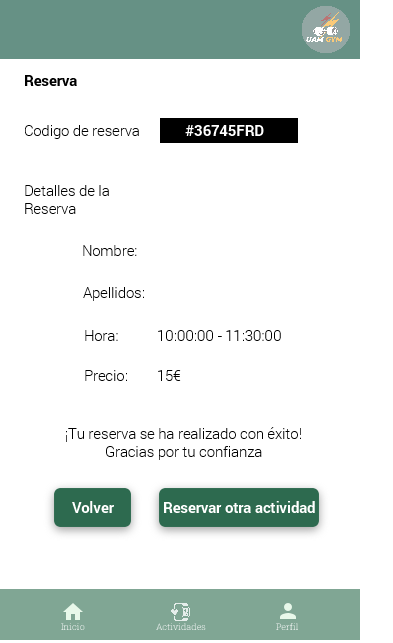 UAM GYM
Reserva
Codigo de reserva #36745FRD
Detalles de la
Reserva
Nombre:
Apellidos:
Hora: 10:00:00 - 11:30:00
Precio: 15€
¡Tu reserva se ha realizado con éxito!
Gracias por tu confianza
Volver Reservar otra actividad
Inicio Actividades Perfil